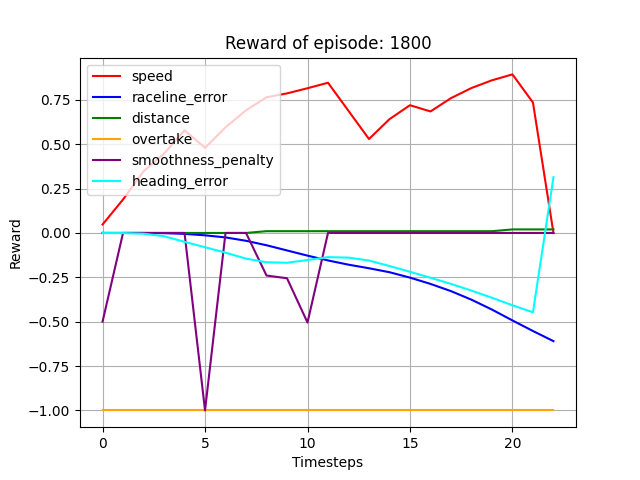 Reward of episode: 1800
speed
raceline_error
distance
overtake
smoothness_penalty
heading_error
Reward
0.75
0.50
0.25
0.00
−0.25
−0.50
−0.75
−1.00
0 5 10 15 20
Timesteps